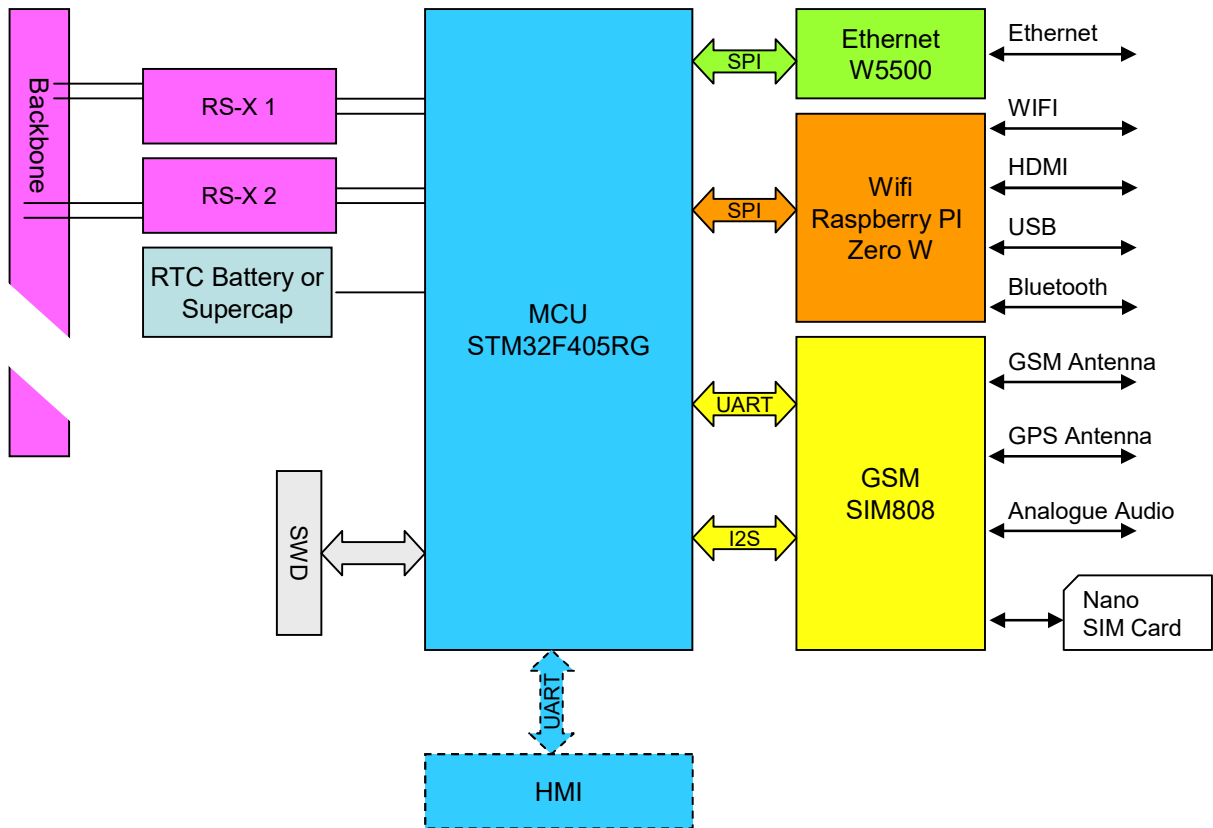 Backbone
RS-X 1
RS-X 2
RTC Battery or
Supercap
SWD
MCU
STM32F405RG
UART
HMI
SPI
SPI
UART
I2S
Ethernet
W5500
Wifi
Raspberry PI
Zero W
GSM
SIM808
Ethernet
WIFI
HDMI
USB
Bluetooth
GSM Antenna
GPS Antenna
Analogue Audio
Nano
SIM Card